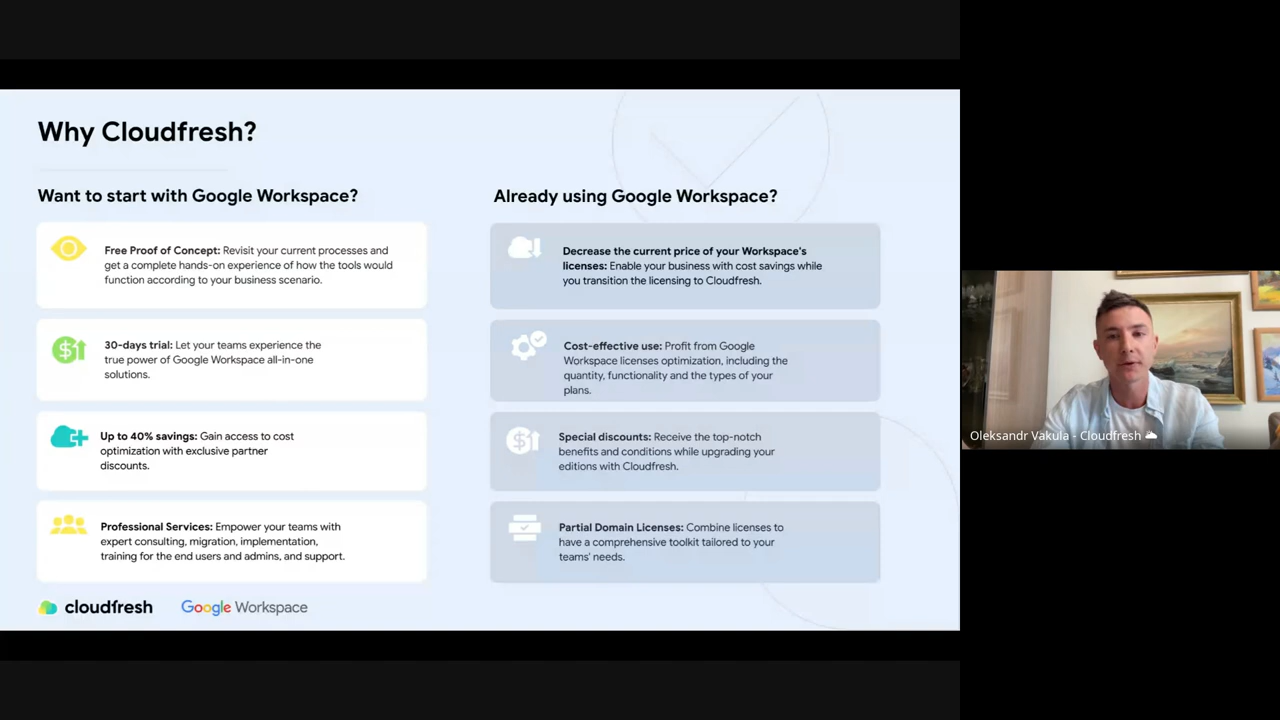 Why Cloudfresh?
Want to start with Google Workspace?
Free Proof of Concept: Revisit your current processes and
get a complete hands-on experience of how the tools would
function according to your business scenario.
30-days trial: Let your teams experience the
true power of Google Workspace all-in-one
solutions.
Up to 40% savings: Gain access to cost
optimization with exclusive partner
discounts.
Professional Services: Empower your teams with
expert consulting, migration, implementation,
training for the end users and admins, and support.
Already using Google Workspace?
Decrease the current price of your Workspace's
licenses: Enable your business with cost savings while
you transition the licensing to Cloudfresh.
Cost-effective use: Profit from Google
Workspace licenses optimization, including the
quantity, functionality and the types of your
plans.
Special discounts: Receive the top-notch
benefits and conditions while upgrading your
editions with Cloudfresh.
Partial Domain Licenses: Combine licenses to
have a comprehensive toolkit tailored to your
teams' needs.
cloudfresh
Google Workspace
Oleksandr Vakula - Cloudfresh